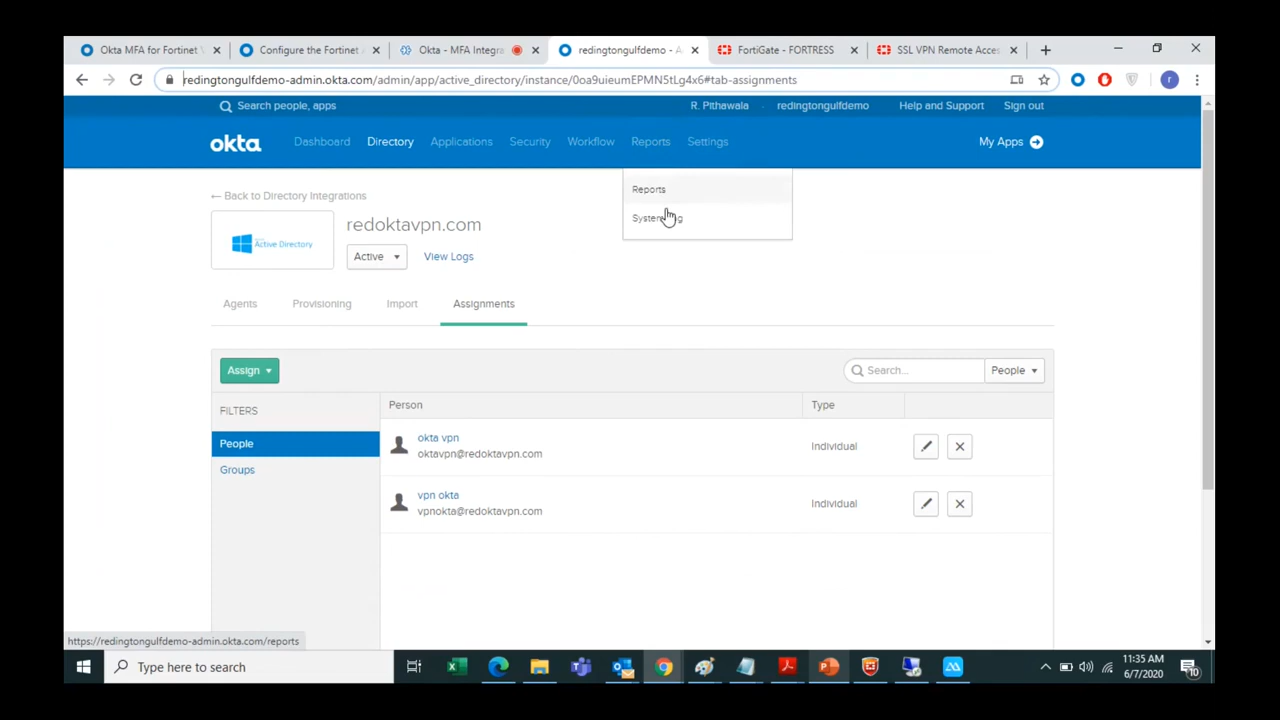 Okta MFA for Fortinet
Configure the Fortinet
Okta - MFA Integra
redingtongulfdemo - A
FortiGate - FORTRESS
SSL VPN Remote Acces
redingtongulfdemo-admin.okta.com/admin/app/active_directory/instance/0oa9uieumEPMN5tLg4x6#tab-assignments
r
Search people, apps
R. Pithawala
redingtongulfdemo
Help and Support
Sign out
okta
Dashboard
Directory
Applications
Security
Workflow
Reports
Settings
My Apps
Reports
System
← Back to Directory Integrations
Active Directory
redoktavpn.com
Active
View Logs
Agents
Provisioning
Import
Assignments
Assign
Search...
People
FILTERS
Person
Type
People
Groups
okta vpn
oktavpn@redoktavpn.com
Individual
vpn okta
vpnokta@redoktavpn.com
Individual
https://redingtongulfdemo-admin.okta.com/reports
Type here to search
11:35 AM
6/7/2020
10